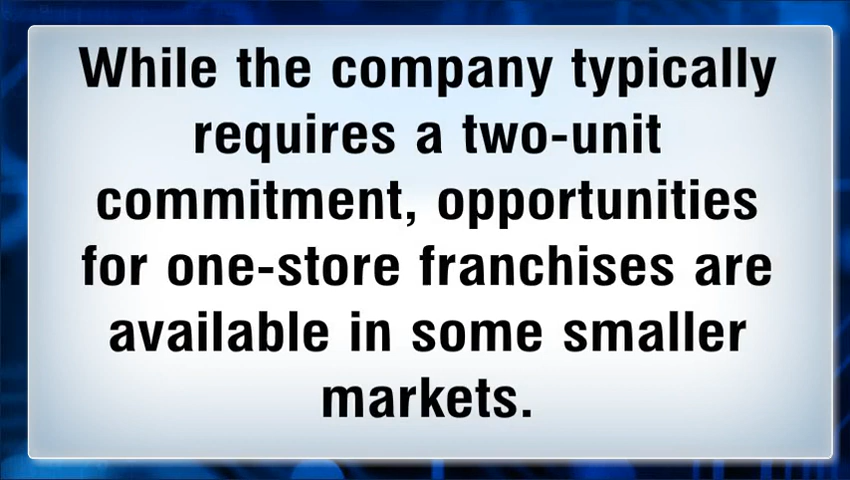 While the company typically
requires a two-unit
commitment, opportunities
for one-store franchises are
available in some smaller
markets.